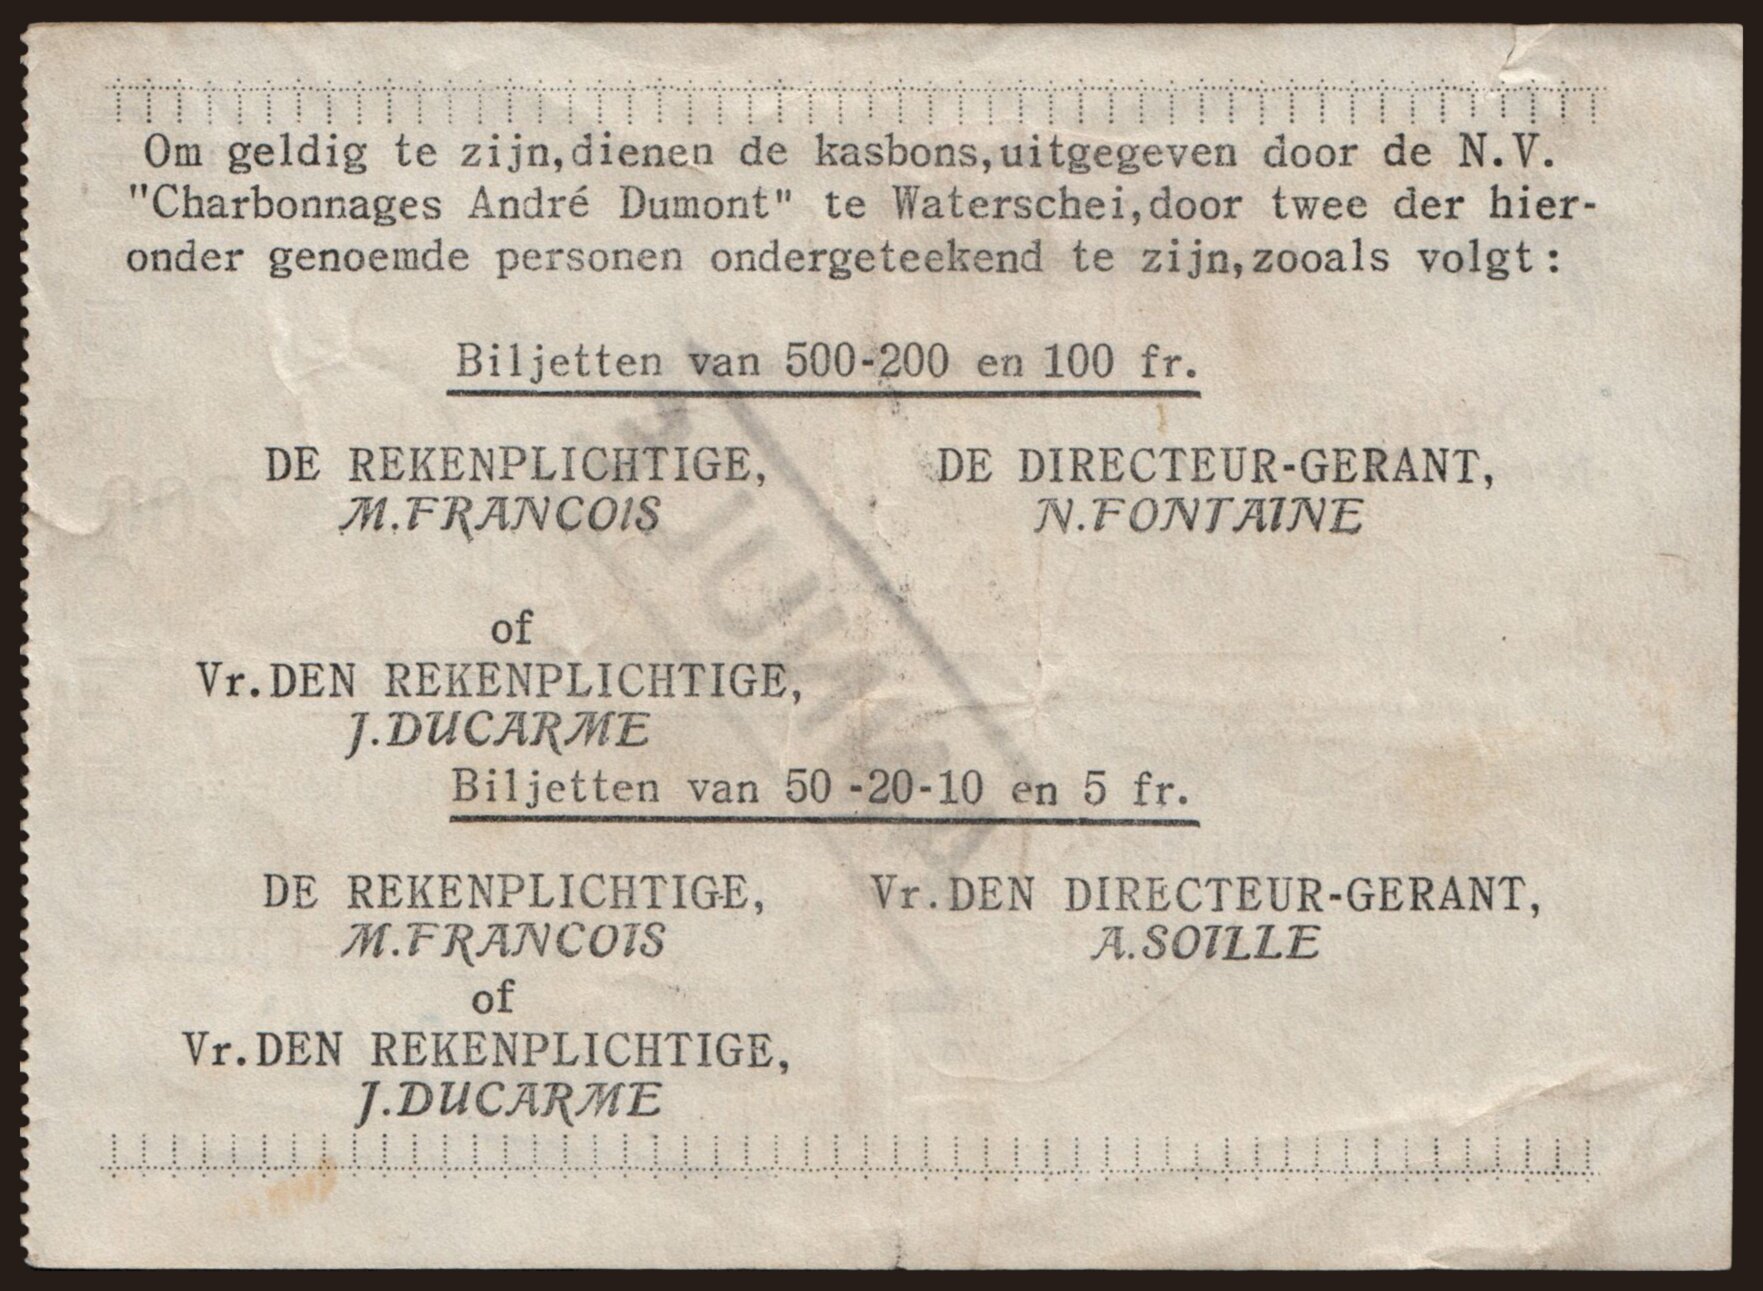 Om geldig te zijn,dienen de kasbons,uitgegeven door de N.V.
"Charbonnages André Dumont" te Waterschei,door twee der hier-
onder genoemde personen ondergeteekend te zijn,zooals volgt:
Biljetten van 500-200 en 100 fr.
DE REKENPLICHTIGE, DE DIRECTEUR-GERANT,
M.FRANCOIS N.FONTAINE
of
Vr.DEN REKENPLICHTIGE,
J.DUCARME
Biljetten van 50-20-10 en 5 fr.
DE REKENPLICHTIGE, Vr.DEN DIRECTEUR-GERANT,
M.FRANCOIS A.SOILLE
of
Vr.DEN REKENPLICHTIGE,
J.DUCARME